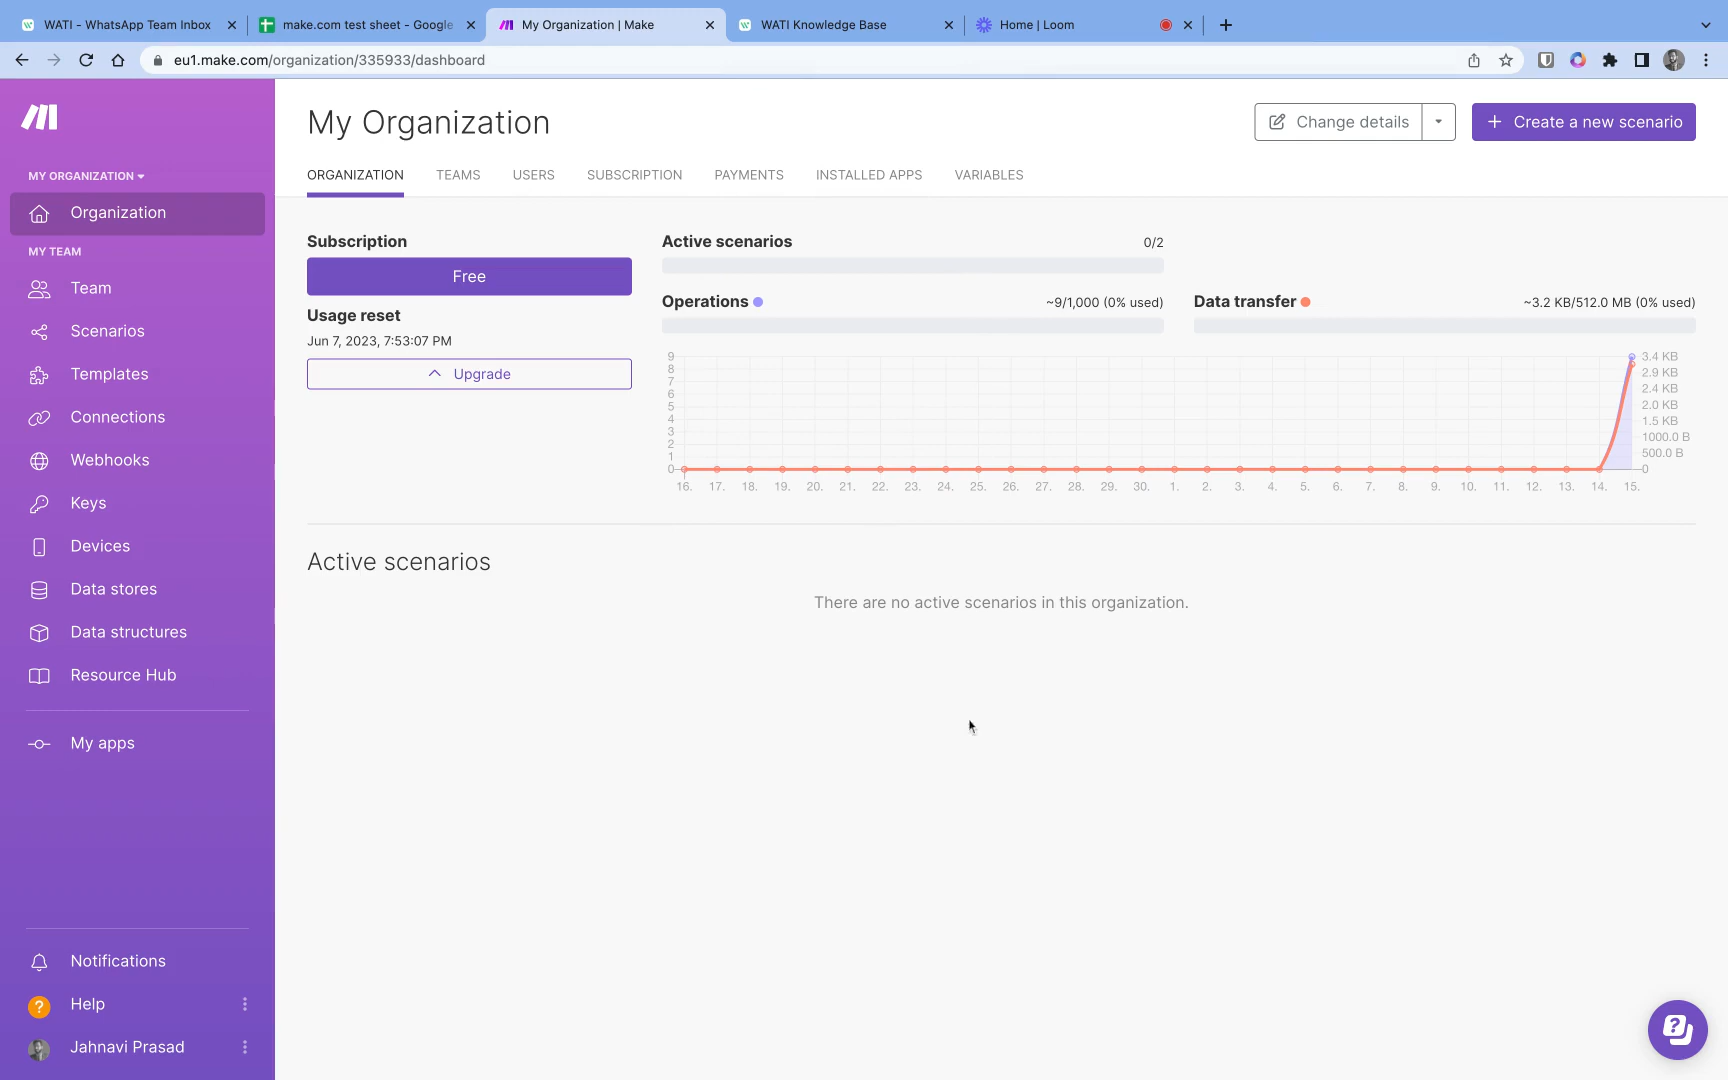 WATI - WhatsApp Team Inbox
make.com test sheet - Google
My Organization | Make
WATI Knowledge Base
Home | Loom
eu1.make.com/organization/335933/dashboard
MY ORGANIZATION
Organization
MY TEAM
Team
Scenarios
Templates
Connections
Webhooks
Keys
Devices
Data stores
Data structures
Resource Hub
My apps
Notifications
? Help
Jahnavi Prasad
My Organization
Change details
+ Create a new scenario
ORGANIZATION TEAMS USERS SUBSCRIPTION PAYMENTS INSTALLED APPS VARIABLES
Subscription
Free
Usage reset
Jun 7, 2023, 7:53:07 PM
Upgrade
Active scenarios 0/2
Operations ~9/1,000 (0% used)
Data transfer ~3.2 KB/512.0 MB (0% used)
9
8
7
6
5
4
3
2
1
0
3.4 KB
2.9 KB
2.4 KB
2.0 KB
1.5 KB
1000.0 B
500.0 B
0
16. 17. 18. 19. 20. 21. 22. 23. 24. 25. 26. 27. 28. 29. 30. 1. 2. 3. 4. 5. 6. 7. 8. 9. 10. 11. 12. 13. 14. 15.
Active scenarios
There are no active scenarios in this organization.
?